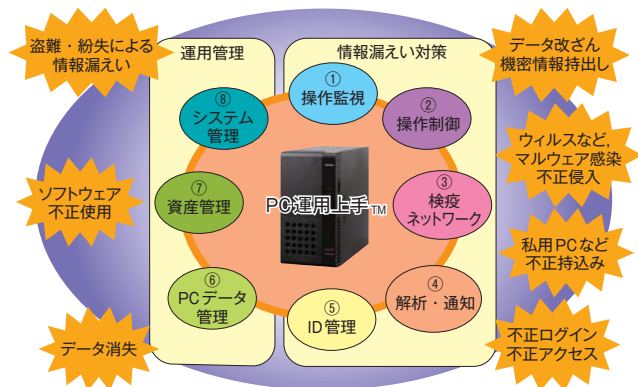 盗難・紛失による
情報漏えい
運用管理
情報漏えい対策
データ改ざん
機密情報持出し
①
操作監視
②
操作制御
⑧
システム
管理
ウィルスなど,
マルウェア感染
不正侵入
ソフトウェア
不正使用
⑦
資産管理
PC運用上手™
③
検疫
ネットワーク
私用PCなど
不正持込み
⑥
PCデータ
管理
④
解析・通知
⑤
ID管理
データ消失
不正ログイン
不正アクセス